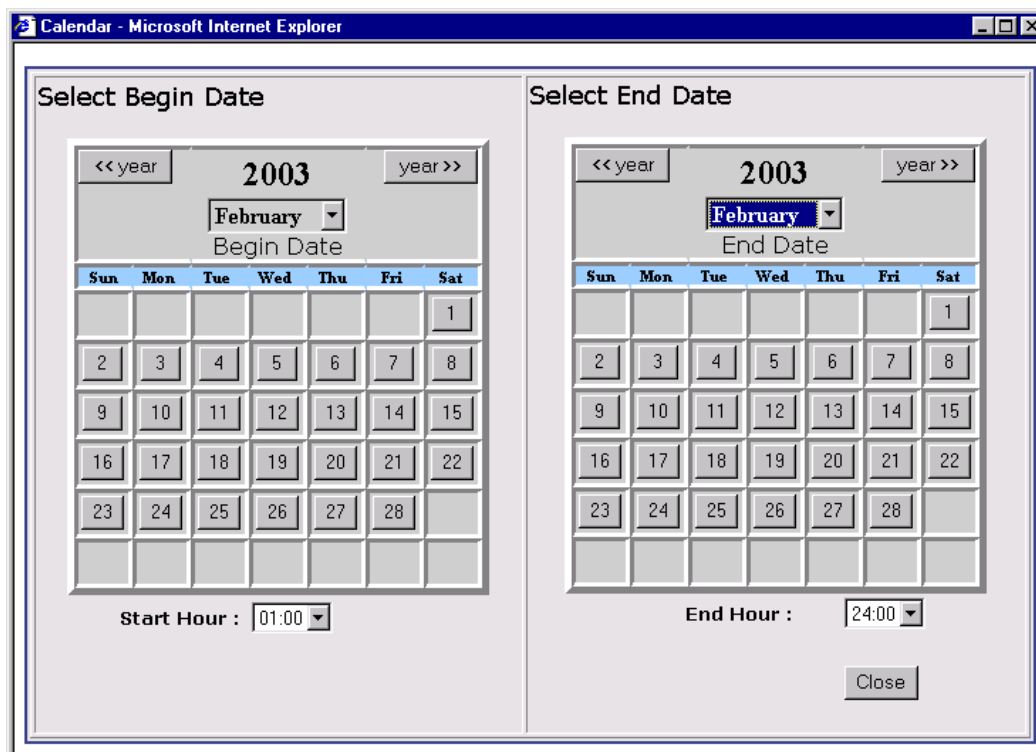 Calendar - Microsoft Internet Explorer
Select Begin Date
<< year 2003 year >>
February
Begin Date
Sun Mon Tue Wed Thu Fri Sat
1
2 3 4 5 6 7 8
9 10 11 12 13 14 15
16 17 18 19 20 21 22
23 24 25 26 27 28
Start Hour : 01:00
Select End Date
<< year 2003 year >>
February
End Date
Sun Mon Tue Wed Thu Fri Sat
1
2 3 4 5 6 7 8
9 10 11 12 13 14 15
16 17 18 19 20 21 22
23 24 25 26 27 28
End Hour : 24:00
Close